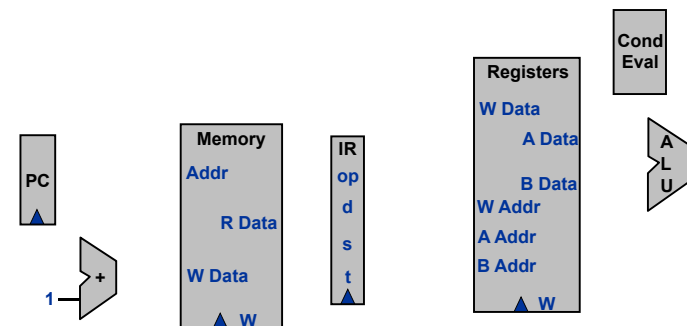 Cond
Eval
Registers
W Data
A Data
B Data
W Addr
A Addr
B Addr
W
A
L
U
Memory
Addr
R Data
W Data
W
IR
op
d
s
t
PC
+
1